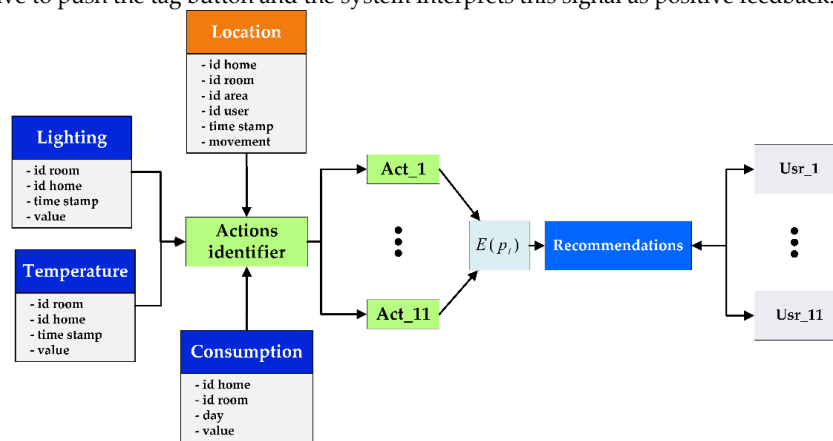 to push the tag button and the system interprets this signal as positive feedback.
Location
- id home
- id room
- id area
- id user
- time stamp
- movement
Lighting
- id room
- id home
- time stamp
- value
Temperature
- id room
- id home
- time stamp
- value
Actions
identifier
Consumption
- id home
- id room
- day
- value
Act_1
Act_11
E(p_j)
Recommendations
Usr_1
Usr_11